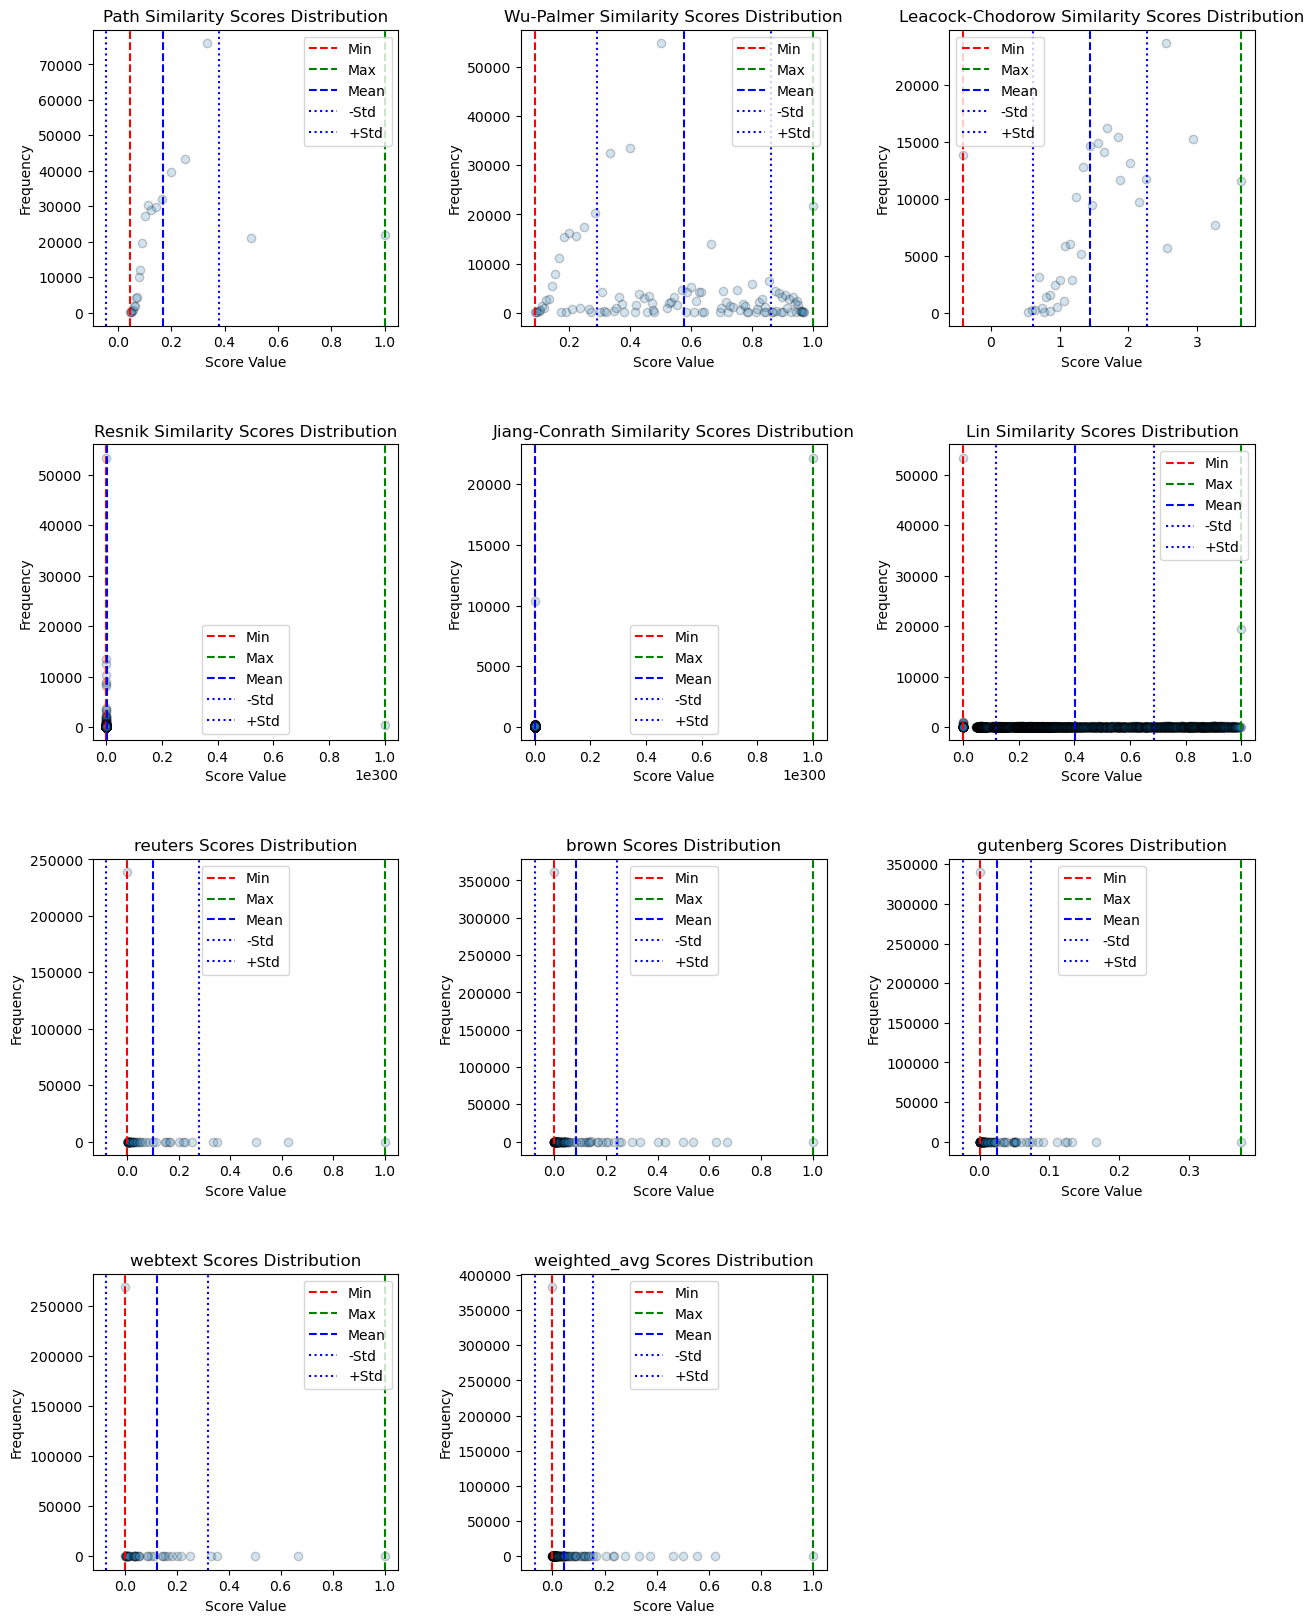 Path Similarity Scores Distribution
Frequency
70000
60000
50000
40000
30000
20000
10000
0
0.0 0.2 0.4 0.6 0.8 1.0
Score Value
Min
Max
Mean
-Std
+Std
Wu-Palmer Similarity Scores Distribution
Frequency
50000
40000
30000
20000
10000
0
0.2 0.4 0.6 0.8 1.0
Score Value
Min
Max
Mean
-Std
+Std
Leacock-Chodorow Similarity Scores Distribution
Frequency
20000
15000
10000
5000
0
0 1 2 3
Score Value
Min
Max
Mean
-Std
+Std
Resnik Similarity Scores Distribution
Frequency
50000
40000
30000
20000
10000
0
0.0 0.2 0.4 0.6 0.8 1.0
Score Value
1e300
Min
Max
Mean
-Std
+Std
Jiang-Conrath Similarity Scores Distribution
Frequency
20000
15000
10000
5000
0
0.0 0.2 0.4 0.6 0.8 1.0
Score Value
1e300
Min
Max
Mean
-Std
+Std
Lin Similarity Scores Distribution
Frequency
50000
40000
30000
20000
10000
0
0.0 0.2 0.4 0.6 0.8 1.0
Score Value
Min
Max
Mean
-Std
+Std
reuters Scores Distribution
Frequency
250000
200000
150000
100000
50000
0
0.0 0.2 0.4 0.6 0.8 1.0
Score Value
Min
Max
Mean
-Std
+Std
brown Scores Distribution
Frequency
350000
300000
250000
200000
150000
100000
50000
0
0.0 0.2 0.4 0.6 0.8 1.0
Score Value
Min
Max
Mean
-Std
+Std
gutenberg Scores Distribution
Frequency
350000
300000
250000
200000
150000
100000
50000
0
0.0 0.1 0.2 0.3
Score Value
Min
Max
Mean
-Std
+Std
webtext Scores Distribution
Frequency
250000
200000
150000
100000
50000
0
0.0 0.2 0.4 0.6 0.8 1.0
Score Value
Min
Max
Mean
-Std
+Std
weighted_avg Scores Distribution
Frequency
400000
350000
300000
250000
200000
150000
100000
50000
0
0.0 0.2 0.4 0.6 0.8 1.0
Score Value
Min
Max
Mean
-Std
+Std